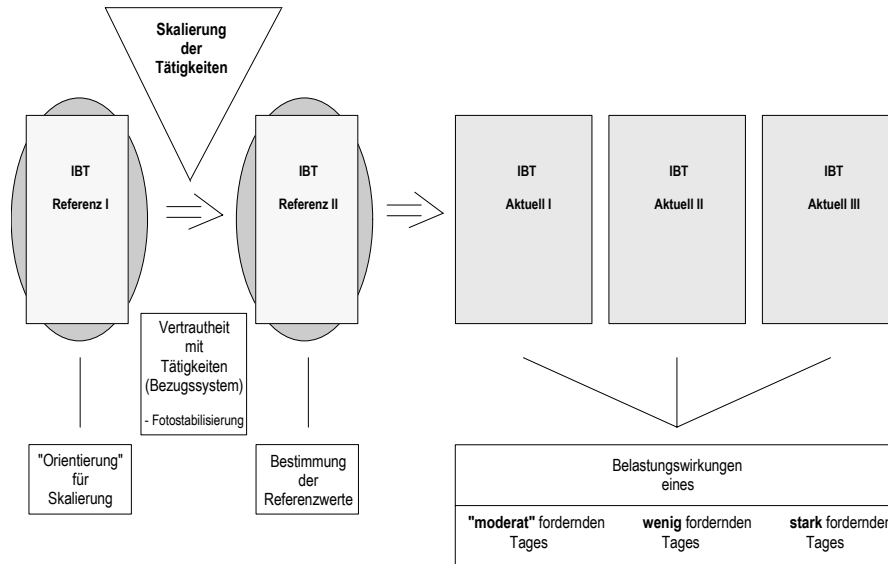 Skalierung
der
Tätigkeiten
IBT
Referenz I
IBT
Referenz II
IBT
Aktuell I
IBT
Aktuell II
IBT
Aktuell III
Vertrautheit
mit
Tätigkeiten
(Bezugssystem)
- Fotostabilisierung
"Orientierung"
für
Skalierung
Bestimmung
der
Referenzwerte
Belastungswirkungen
eines
"moderat" fordernden
Tages
wenig fordernden
Tages
stark fordernden
Tages